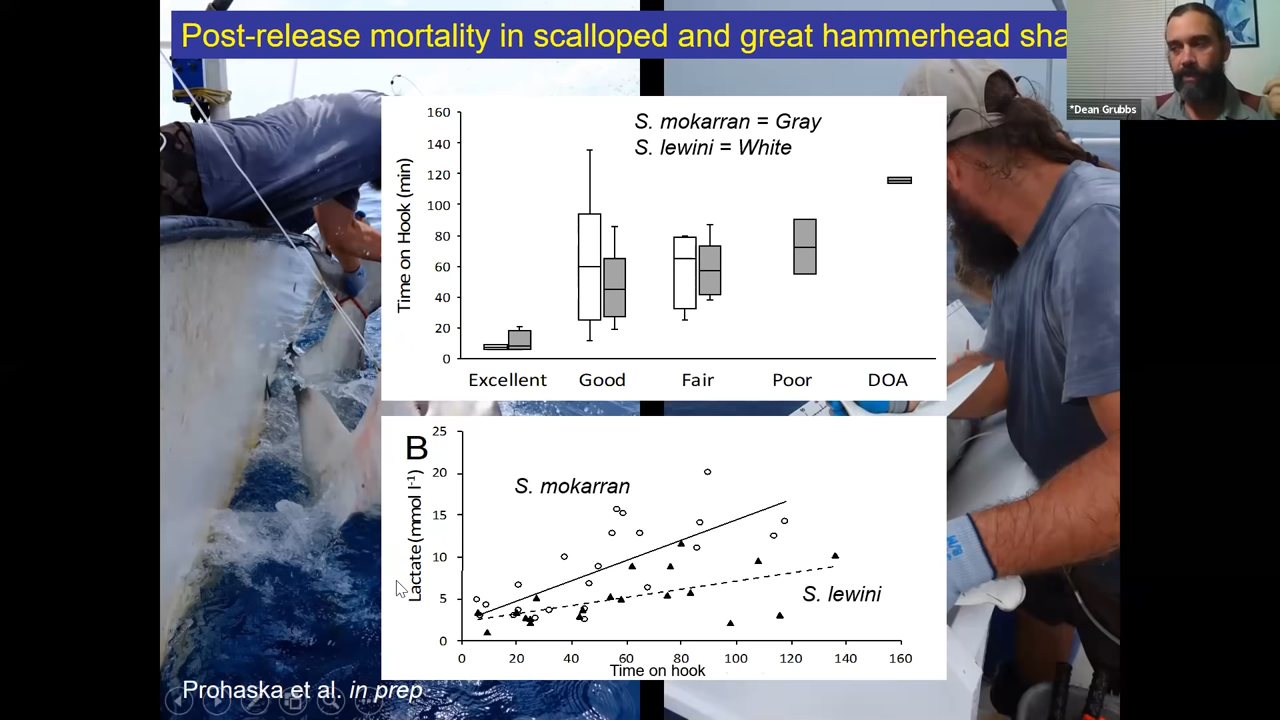 Post-release mortality in scalloped and great hammerhead sha
*Dean Grubbs
S. mokarran = Gray
S. lewini = White
Time on Hook (min)
160
140
120
100
80
60
40
20
0
Excellent Good Fair Poor DOA
B
Lactate (mmol l-1)
25
20
15
10
5
0
S. mokarran
S. lewini
0 20 40 60 80 100 120 140 160
Time on hook
Prohaska et al. in prep